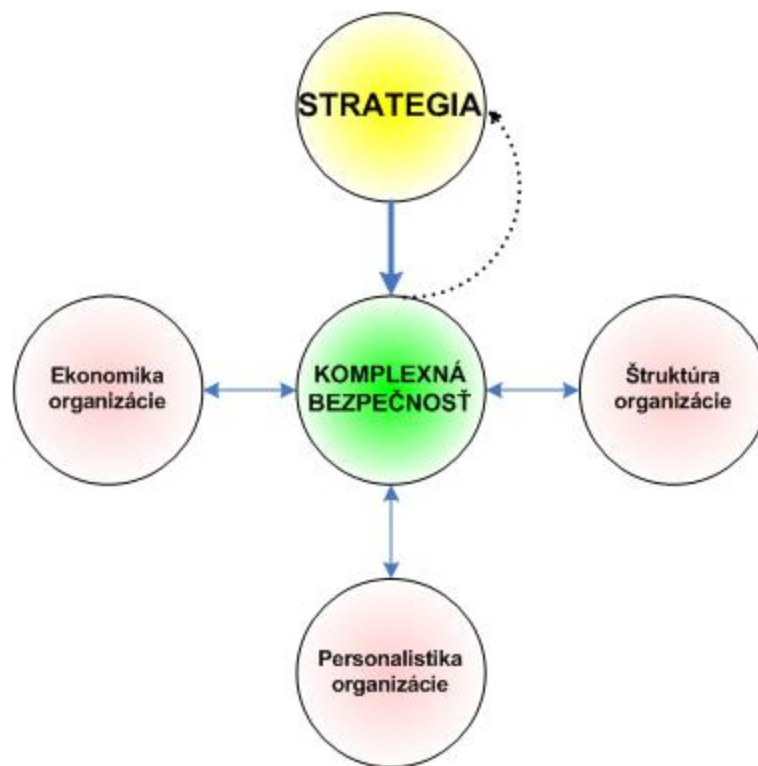 STRATEGIA
Ekonomika
organizácie
KOMPLEXNÁ
BEZPEČNOSŤ
Štruktúra
organizácie
Personalistika
organizácie